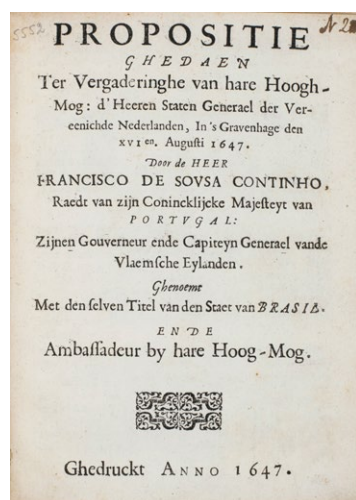 5552
N 2
PROPOSITIE
GHEDAEN
Ter Vergaderinghe van hare Hoogh-
Mog: d'Heeren Staten Generael der Ver-
eenichde Nederlanden, In 's Gravenhage den
XVI en. Augusti 1647.
Door de HEER
FRANCISCO DE SOVSA CONTINHO,
Raedt van zijn Conincklijcke Majesteyt van
PORTVGAL:
Zijnen Gouverneur ende Capiteyn Generael vande
Vlaemsche Eylanden.
Ghenoemt
Met den selven Titel van den Staet van BRASIL.
ENDE
Ambassadeur by hare Hoog-Mog.
Ghedruckt ANNO 1647.